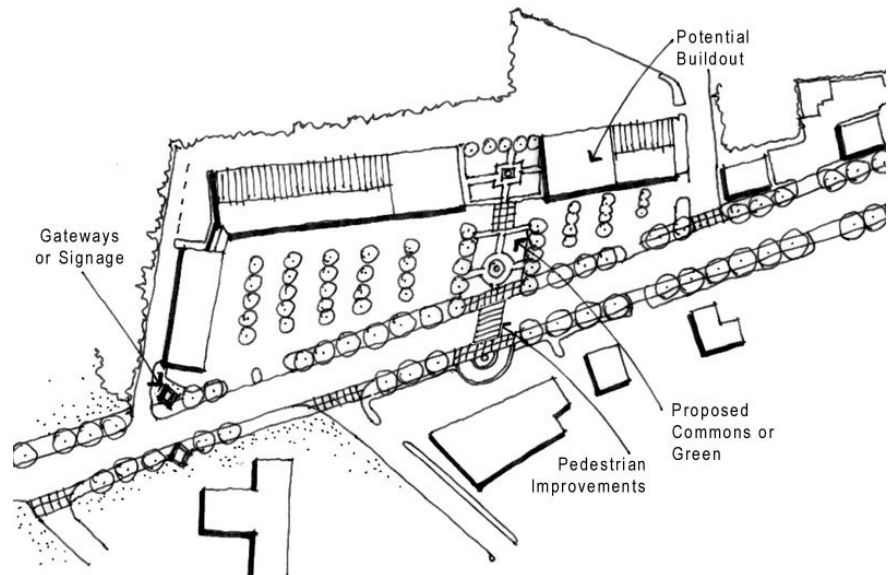 Potential
Buildout
Gateways
or Signage
Proposed
Commons or
Green
Pedestrian
Improvements